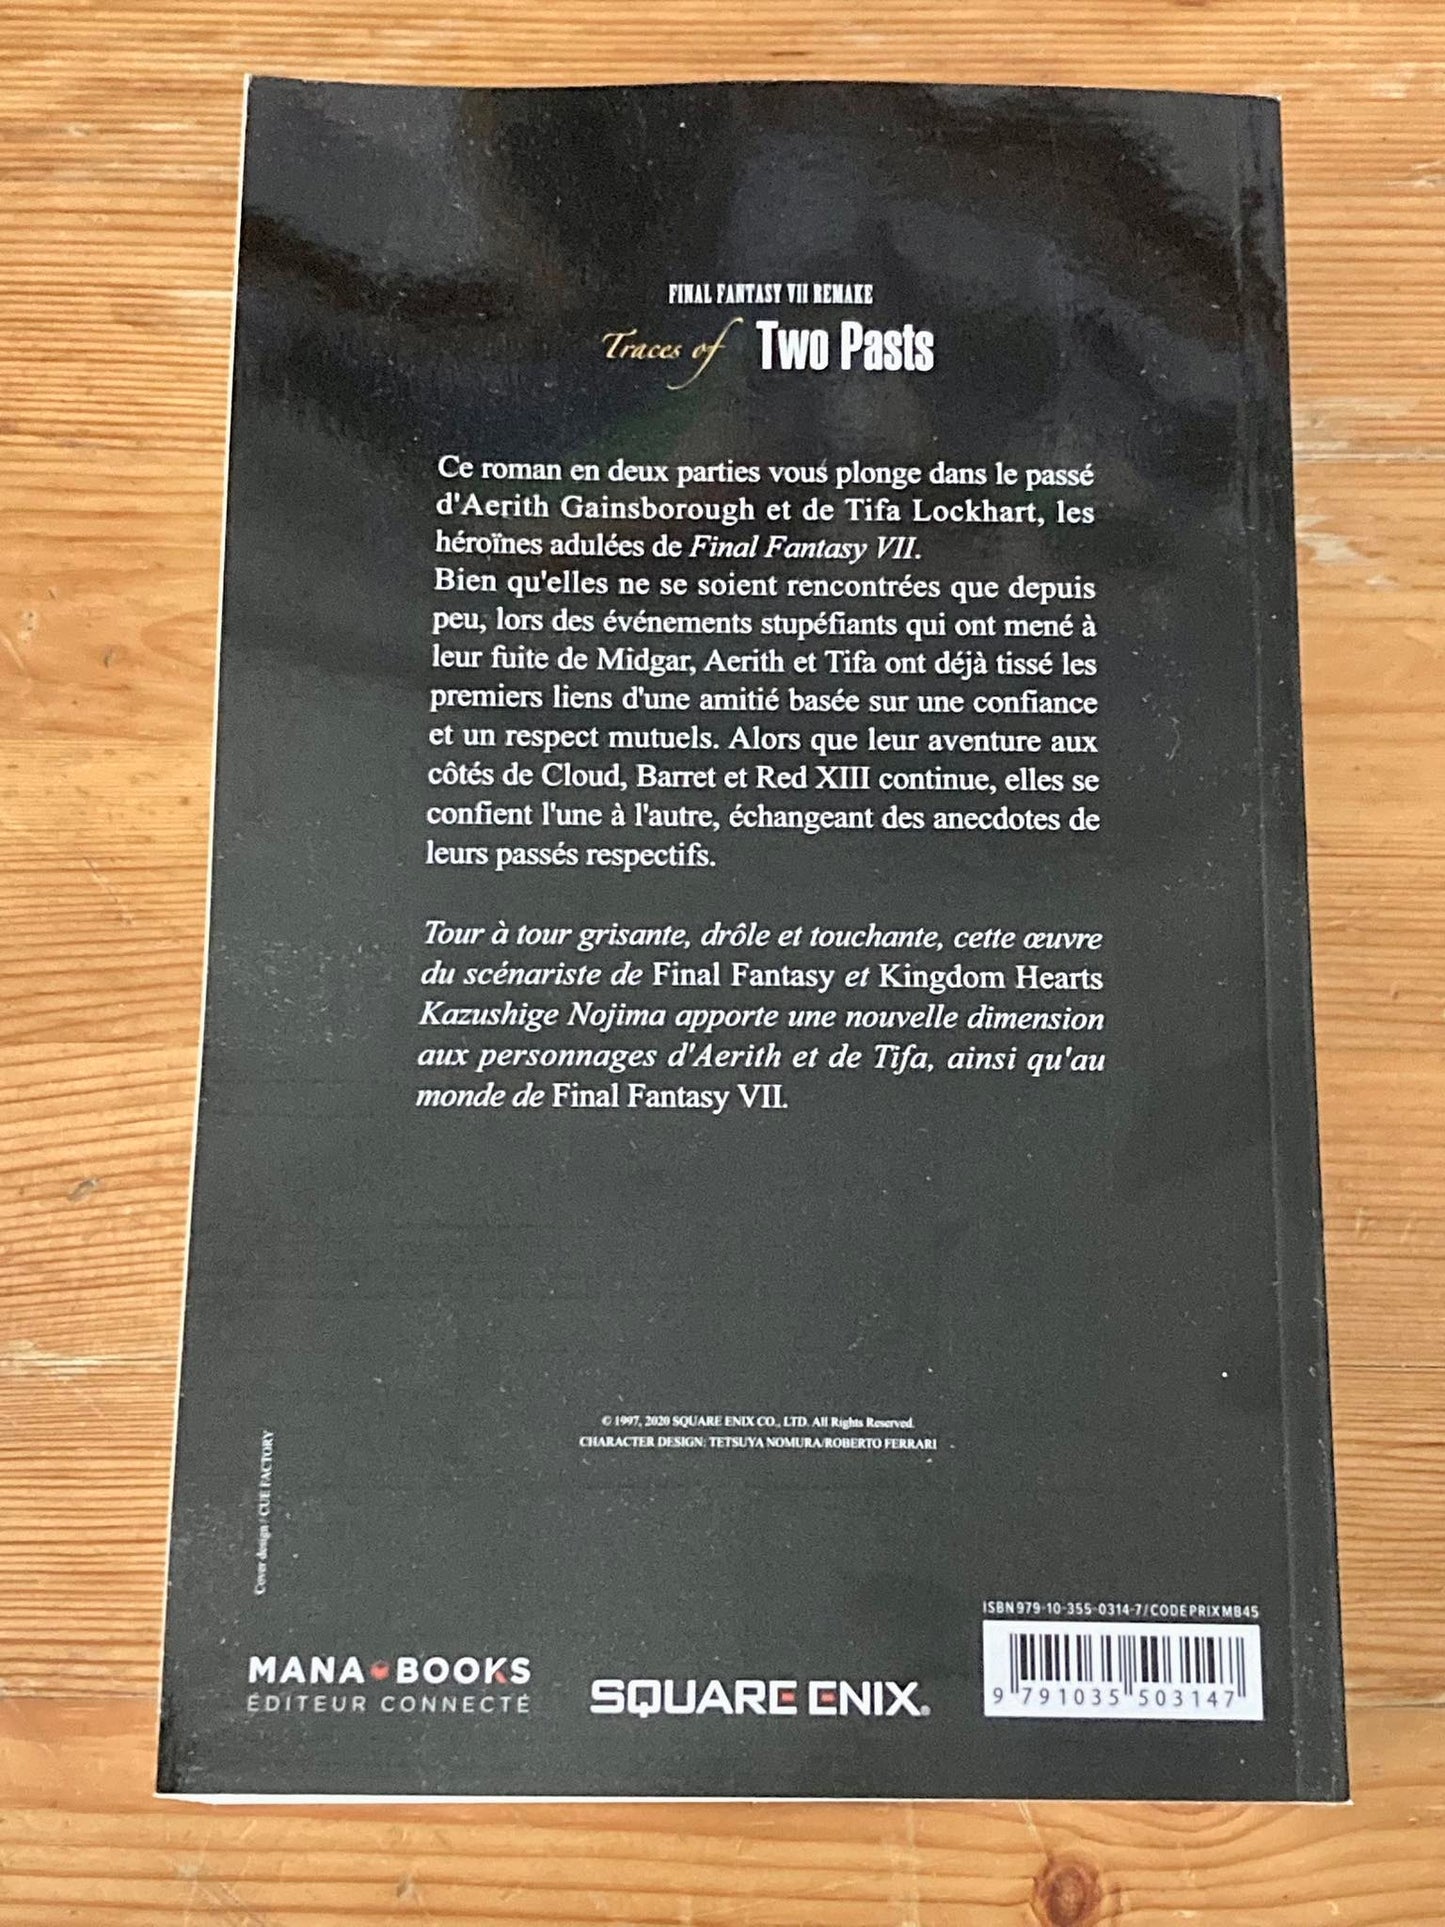 FINAL FANTASY VII REMAKE
Traces of Two Pasts
Ce roman en deux parties vous plonge dans le passé
d'Aerith Gainsborough et de Tifa Lockhart, les
héroïnes adulées de Final Fantasy VII.
Bien qu'elles ne se soient rencontrées que depuis
peu, lors des événements stupéfiants qui ont mené à
leur fuite de Midgar, Aerith et Tifa ont déjà tissé les
premiers liens d'une amitié basée sur une confiance
et un respect mutuels. Alors que leur aventure aux
côtés de Cloud, Barret et Red XIII continue, elles se
confient l'une à l'autre, échangeant des anecdotes de
leurs passés respectifs.
Tour à tour grisante, drôle et touchante, cette œuvre
du scénariste de Final Fantasy et Kingdom Hearts
Kazushige Nojima apporte une nouvelle dimension
aux personnages d'Aerith et de Tifa, ainsi qu'au
monde de Final Fantasy VII.
© 1997, 2020 SQUARE ENIX CO., LTD. All Rights Reserved.
CHARACTER DESIGN: TETSUYA NOMURA/ROBERTO FERRARI
Cover design / CUE FACTORY
MANA BOOKS
ÉDITEUR CONNECTÉ
SQUARE ENIX®
ISBN 979-10-355-0314-7 / CODE PRIX MB45
9 791035 503147